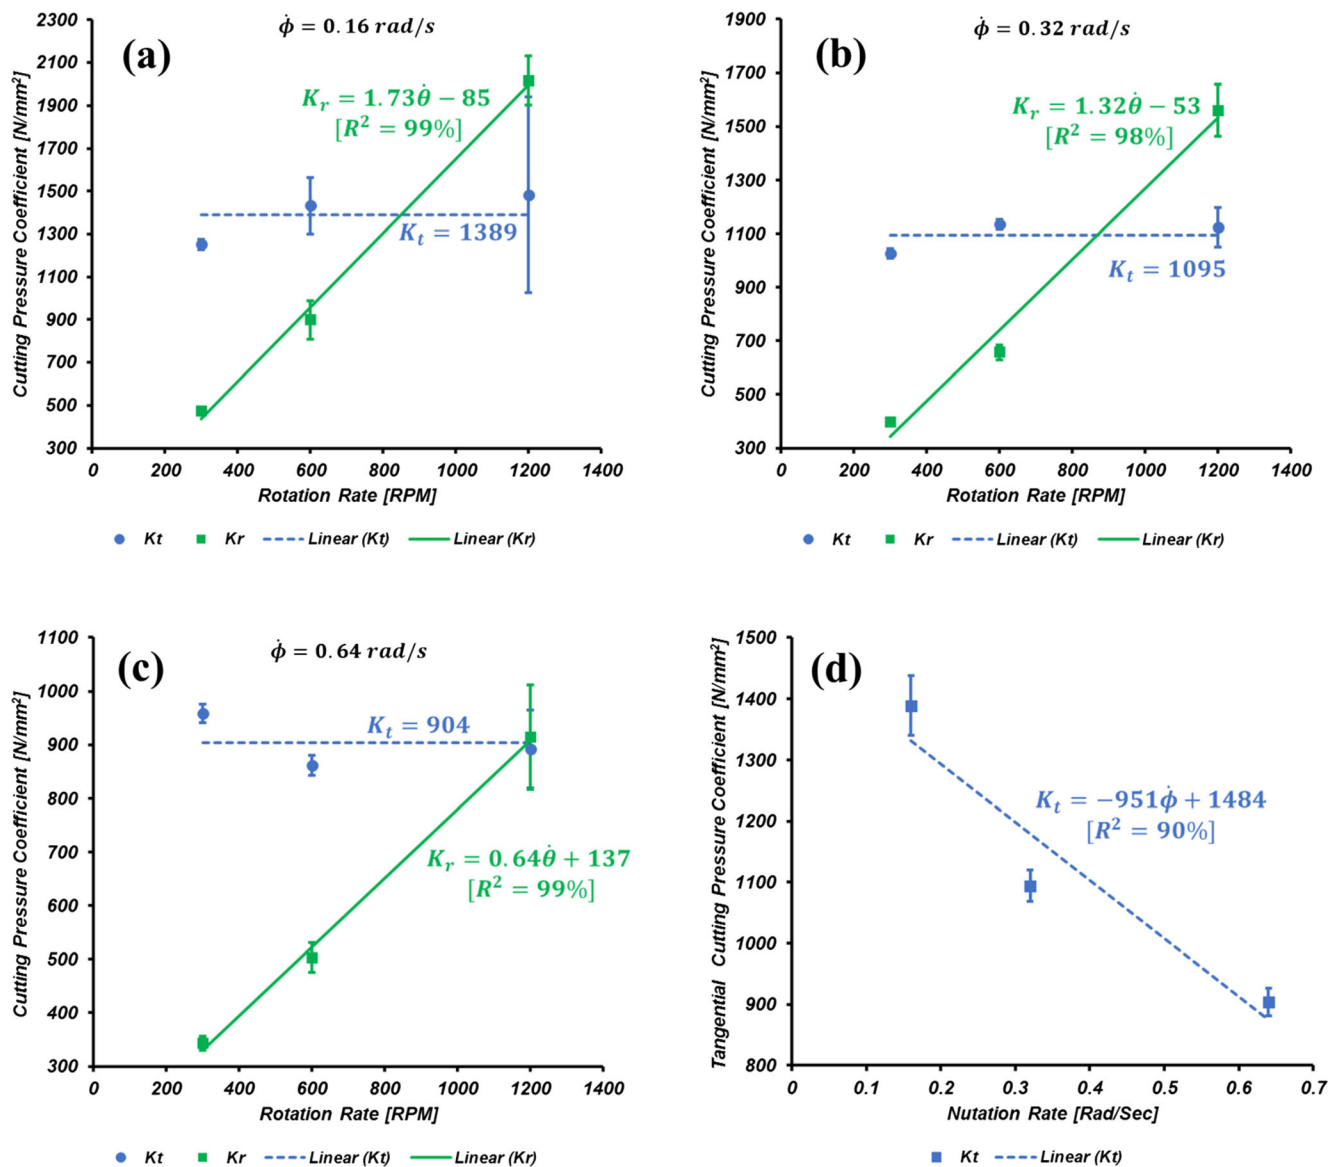 (a)
ϕ̇ = 0.16 rad/s
Cutting Pressure Coefficient [N/mm²]
2300
2100
1900
1700
1500
1300
1100
900
700
500
300
K_r = 1.73θ̇ − 85
[R² = 99%]
K_t = 1389
0 200 400 600 800 1000 1200 1400
Rotation Rate [RPM]
Kt Kr Linear (Kt) Linear (Kr)
(b)
ϕ̇ = 0.32 rad/s
Cutting Pressure Coefficient [N/mm²]
1900
1700
1500
1300
1100
900
700
500
300
K_r = 1.32θ̇ − 53
[R² = 98%]
K_t = 1095
0 200 400 600 800 1000 1200 1400
Rotation Rate [RPM]
Kt Kr Linear (Kt) Linear (Kr)
(c)
ϕ̇ = 0.64 rad/s
Cutting Pressure Coefficient [N/mm²]
1100
1000
900
800
700
600
500
400
300
K_t = 904
K_r = 0.64θ̇ + 137
[R² = 99%]
0 200 400 600 800 1000 1200 1400
Rotation Rate [RPM]
Kt Kr Linear (Kt) Linear (Kr)
(d)
Tangential Cutting Pressure Coefficient [N/mm²]
1500
1400
1300
1200
1100
1000
900
800
K_t = −951ϕ̇ + 1484
[R² = 90%]
0 0.1 0.2 0.3 0.4 0.5 0.6 0.7
Nutation Rate [Rad/Sec]
Kt Linear (Kt)